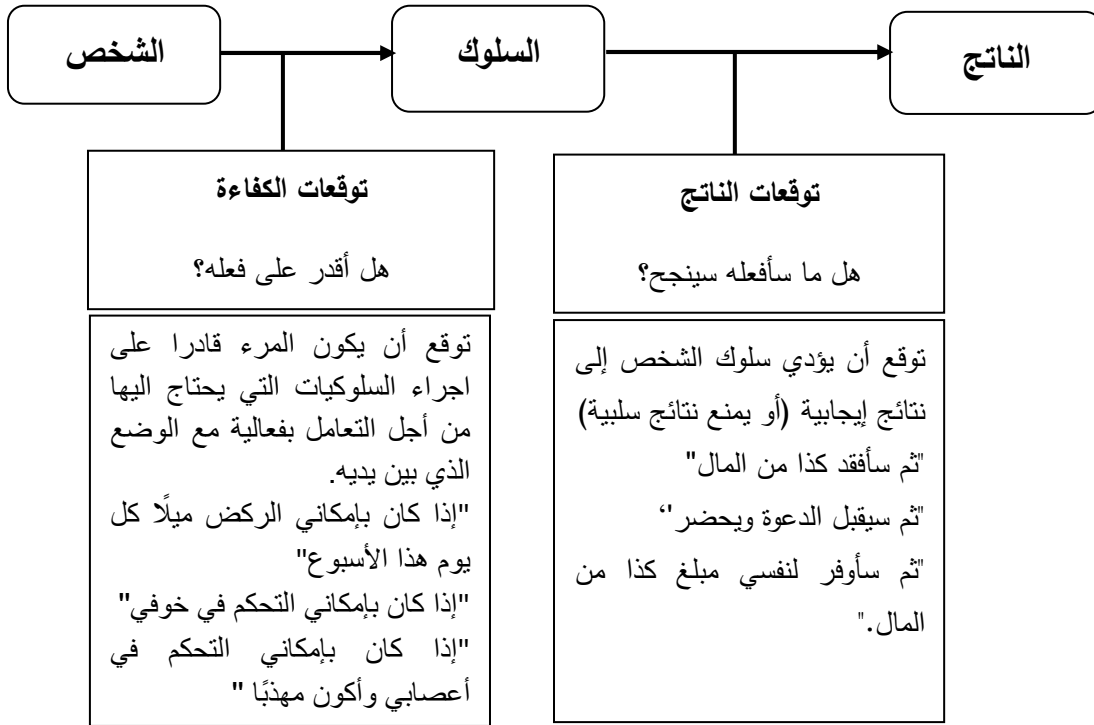 الشخص
السلوك
الناتج
توقعات الكفاءة
هل أقدر على فعله؟
توقع أن يكون المرء قادرا على
اجراء السلوكيات التي يحتاج اليها
من أجل التعامل بفعالية مع الوضع
الذي بين يديه.
"إذا كان بإمكاني الركض ميلًا كل
يوم هذا الأسبوع"
"إذا كان بإمكاني التحكم في خوفي"
"إذا كان بإمكاني التحكم في
أعصابي وأكون مهذبًا "
توقعات الناتج
هل ما سأفعله سينجح؟
توقع أن يؤدي سلوك الشخص إلى
نتائج إيجابية (أو يمنع نتائج سلبية)
"ثم سأفقد كذا من المال"
"ثم سيقبل الدعوة ويحضر"
"ثم سأوفر لنفسي مبلغ كذا من
المال."